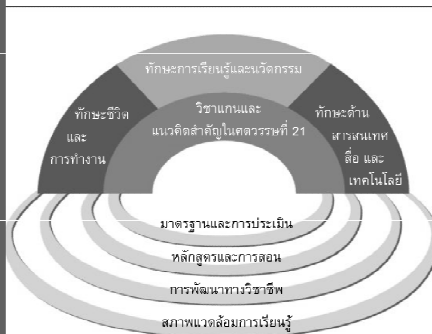 ทักษะการเรียนรู้และนวัตกรรม
วิชาแกนและ
แนวคิดสำคัญในศตวรรษที่ 21
ทักษะชีวิต
และ
การทำงาน
ทักษะด้าน
สารสนเทศ
สื่อ และ
เทคโนโลยี
มาตรฐานและการประเมิน
หลักสูตรและการสอน
การพัฒนาทางวิชาชีพ
สภาพแวดล้อมการเรียนรู้